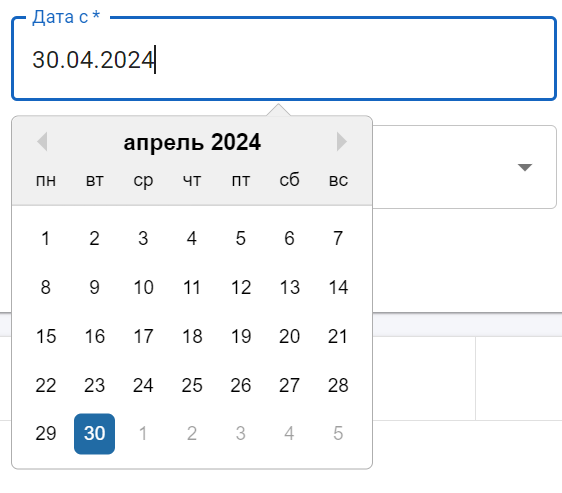 Дата с *
30.04.2024
апрель 2024
пн вт ср чт пт сб вс
1 2 3 4 5 6 7
8 9 10 11 12 13 14
15 16 17 18 19 20 21
22 23 24 25 26 27 28
29 30 1 2 3 4 5